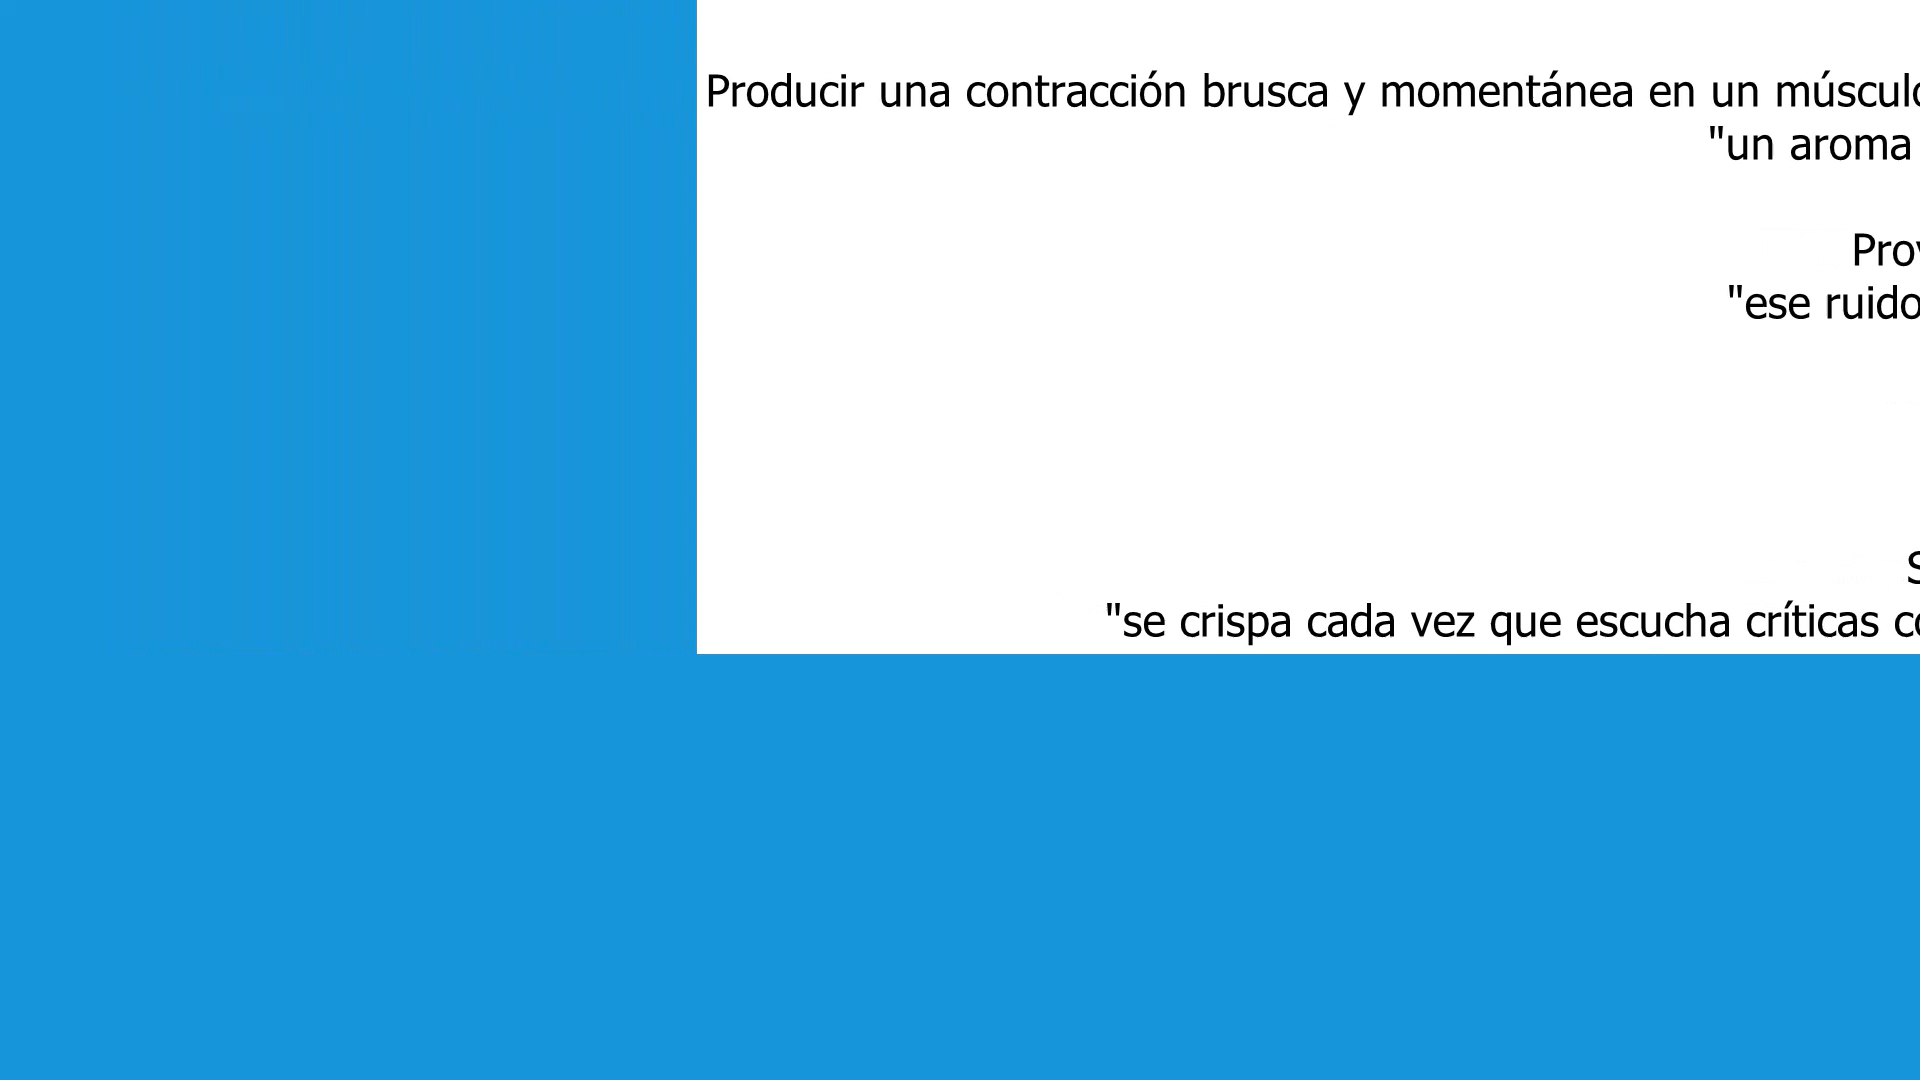 Producir una contracción brusca y momentánea en un músculo
"un aroma
"ese ruido
"se crispa cada vez que escucha críticas